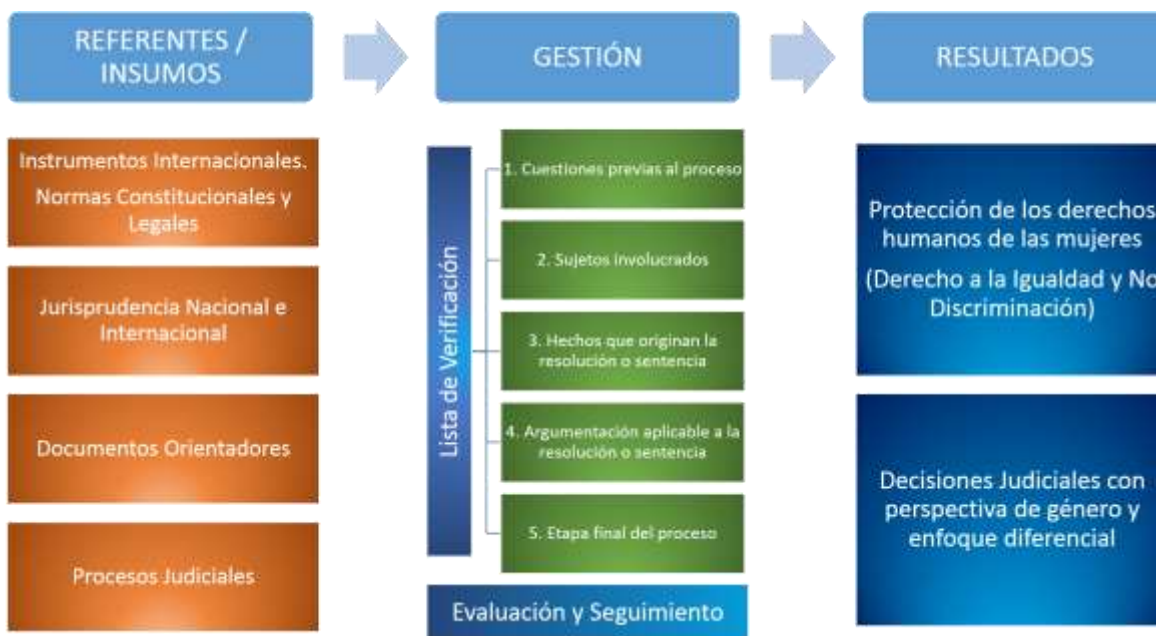 REFERENTES /
INSUMOS
Instrumentos Internacionales.
Normas Constitucionales y
Legales
Jurisprudencia Nacional e
Internacional
Documentos Orientadores
Procesos Judiciales
GESTIÓN
Lista de Verificación
1. Cuestiones previas al proceso
2. Sujetos involucrados
3. Hechos que originan la
resolución o sentencia
4. Argumentación aplicable a la
resolución o sentencia
5. Etapa final del proceso
Evaluación y Seguimiento
RESULTADOS
Protección de los derechos
humanos de las mujeres
(Derecho a la Igualdad y No
Discriminación)
Decisiones Judiciales con
perspectiva de género y
enfoque diferencial